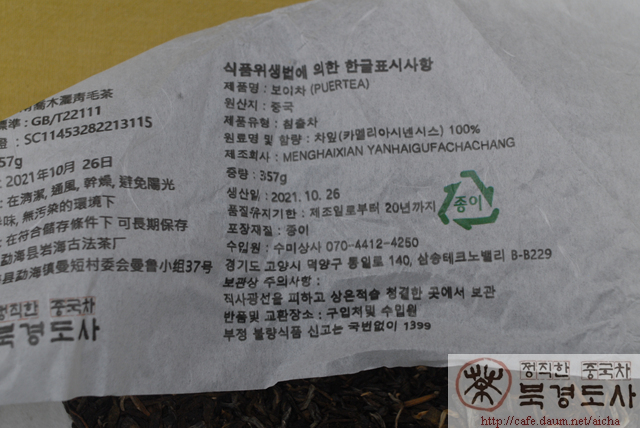 喬木灑青毛茶
準 : GB/T22111
證 : SC1145328221311S
57g
: 2021年10月 26日
: 在清潔, 通風, 幹燥, 避免陽光
味, 無污染的環境下
: 在符合儲存條件下 可長期保存
勐海縣岩海古法茶厂
海县勐海镇曼短村委会曼鲁小组37号
정직한 중국차
북경도사
식품위생법에 의한 한글표시사항
제품명 : 보이차 (PUERTEA)
원산지 : 중국
제품유형 : 침출차
원료명 및 함량 : 차잎(카멜리아시넨시스) 100%
제조회사 : MENGHAIXIAN YANHAIGUFACHACHANG
중량 : 357g
생산일 : 2021. 10. 26
품질유지기한 : 제조일로부터 20년까지
종이
포장재질 : 종이
수입원 : 수미상사 070-4412-4250
경기도 고양시 덕양구 통일로 140, 삼송테크노밸리 B-B229
보관상 주의사항 :
직사광선을 피하고 상온적습 청결한 곳에서 보관
반품및 교환장소 : 구입처및 수입원
부정 불량식품 신고는 국번없이 1399
茶
정직한 중국차
북경도사
http://cafe.daum.net/aicha